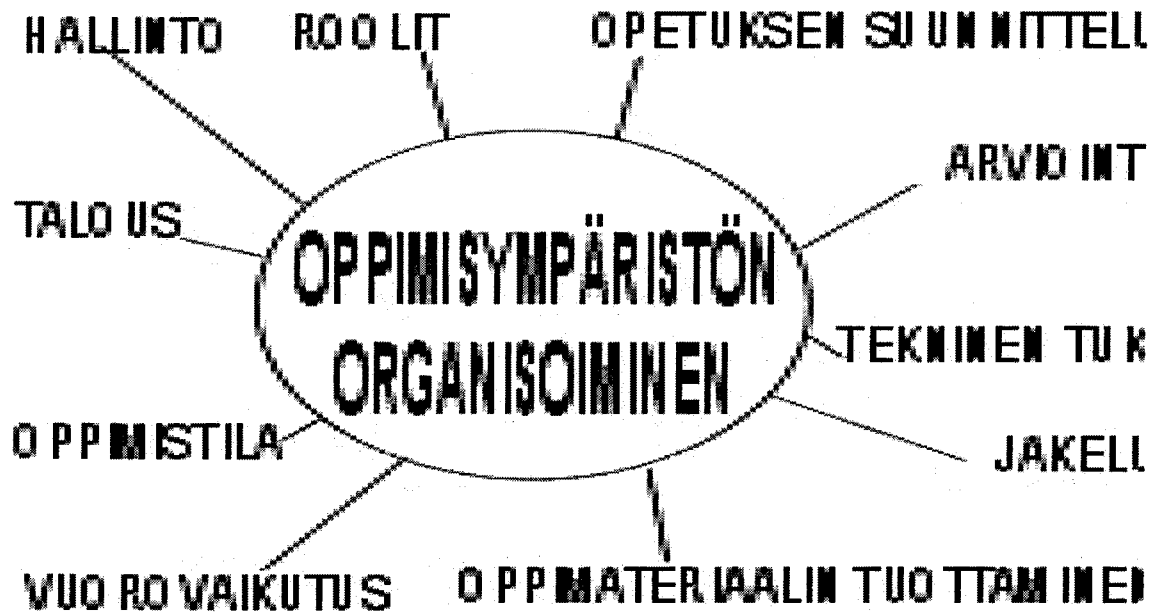 HALLINTO
ROOLIT
OPETUKSEN SUUNNITTELU
ARVIOINT
TALOUS
OPPIMISYMPÄRISTÖN
ORGANISOIMINEN
TEKNINEN TUK
OPPIMISTILA
JAKELU
VUOROVAIKUTUS
OPPIMATERIAALIN TUOTTAMINEN